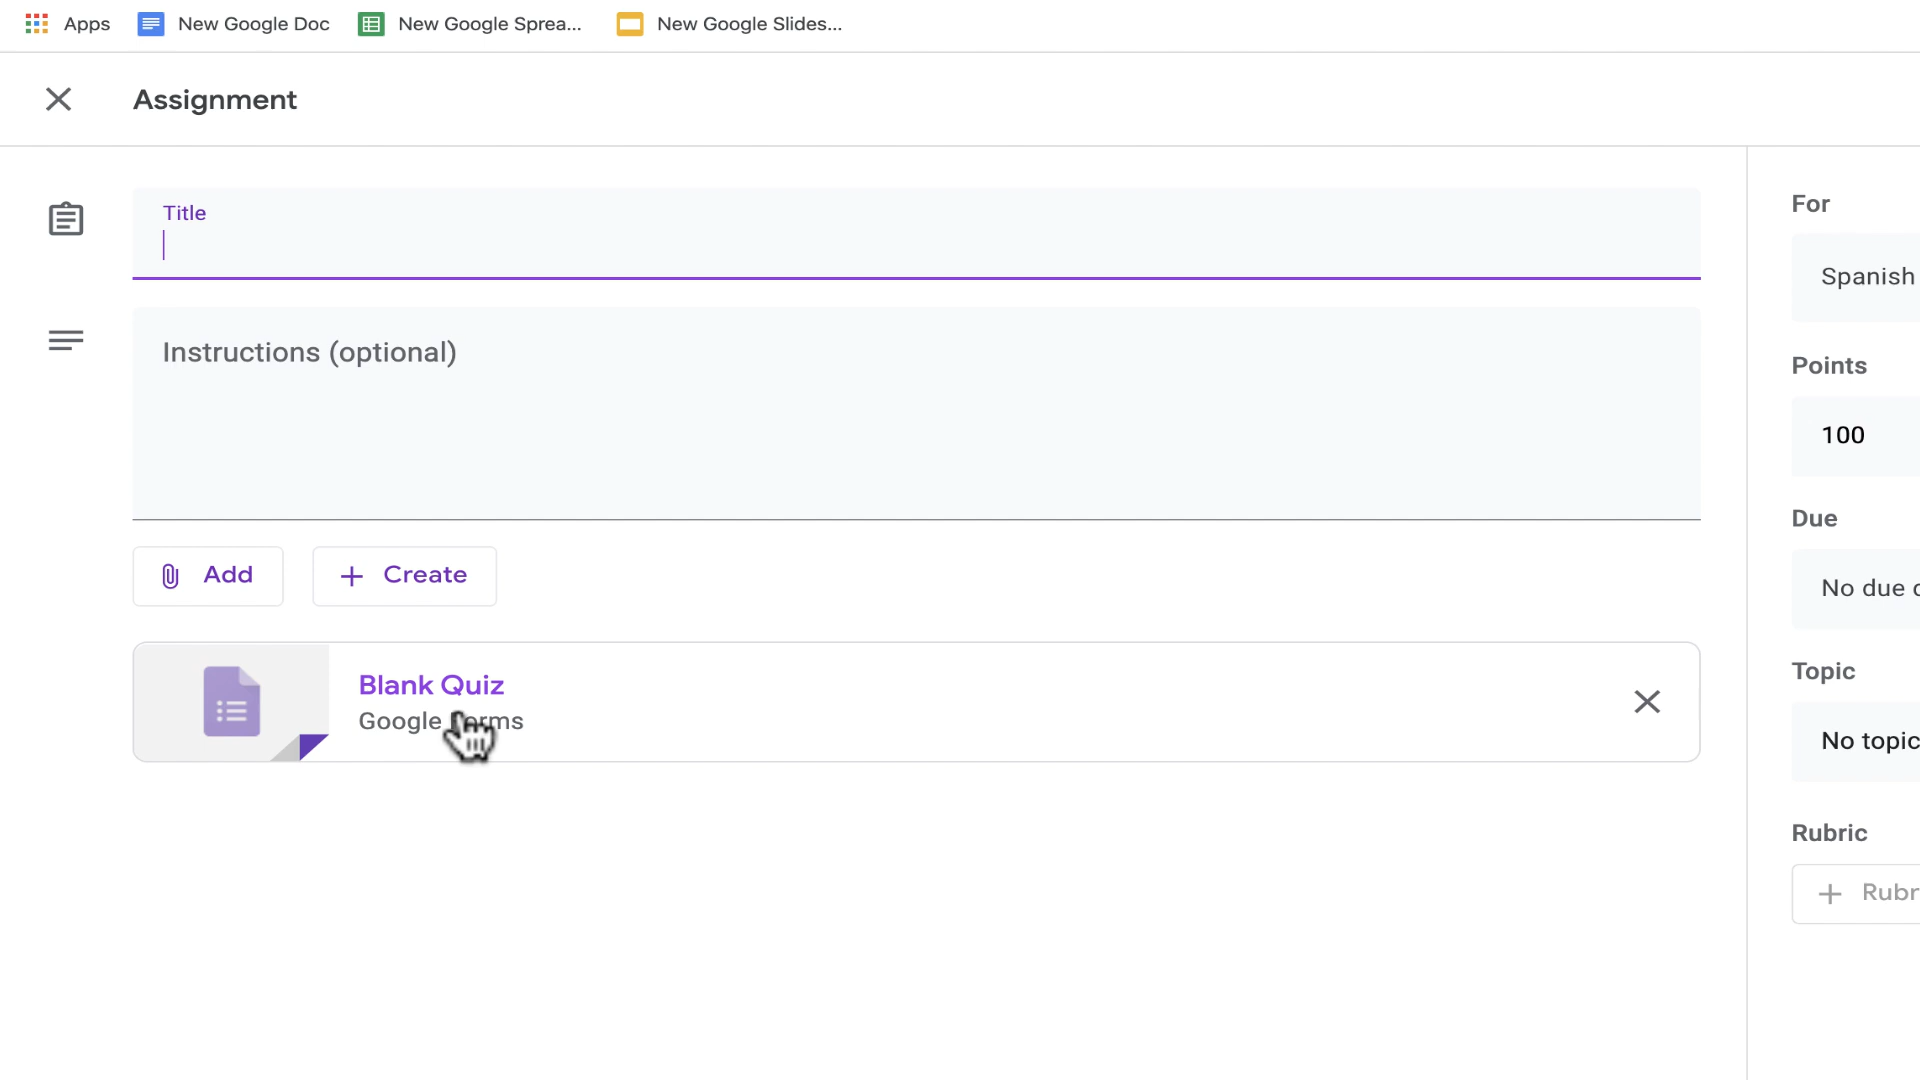 Apps New Google Doc New Google Sprea... New Google Slides...
Assignment
Title
Instructions (optional)
Add Create
Blank Quiz
Google Forms
For
Spanish
Points
100
Due
No due
Topic
No topic
Rubric
Rubr